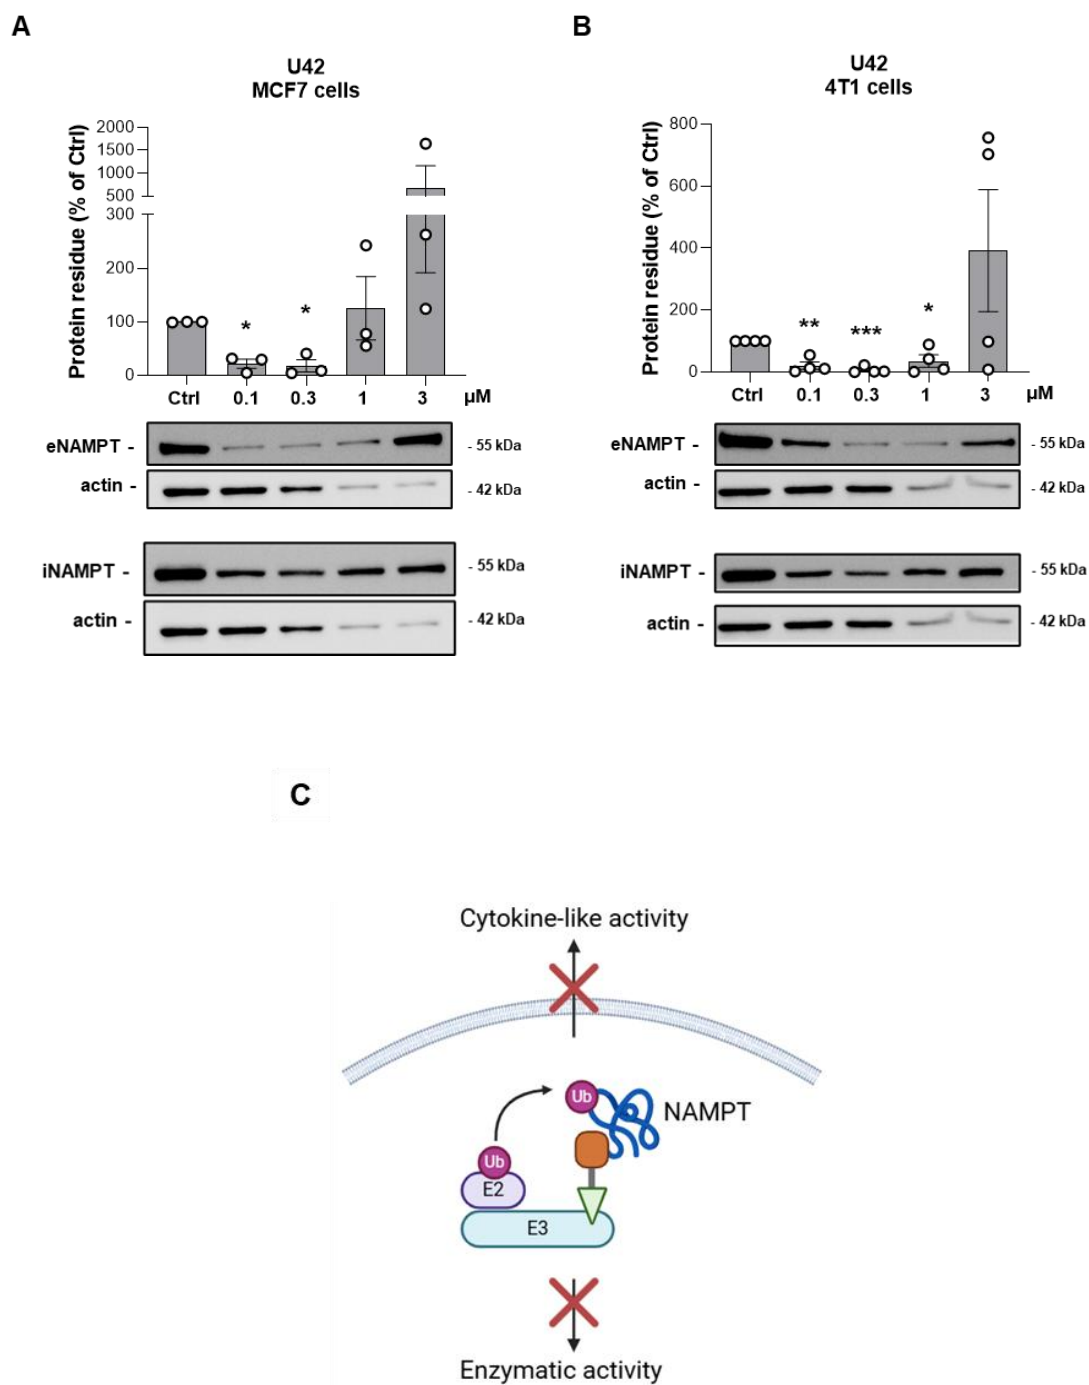 A
U42
MCF7 cells
Protein residue (% of Ctrl)
2000
1500
1000
500
300
200
100
0
*
*
Ctrl 0.1 0.3 1 3 µM
eNAMPT - - 55 kDa
actin - - 42 kDa
iNAMPT - - 55 kDa
actin - - 42 kDa
B
U42
4T1 cells
Protein residue (% of Ctrl)
800
600
400
200
0
**
***
*
Ctrl 0.1 0.3 1 3 µM
eNAMPT - - 55 kDa
actin - - 42 kDa
iNAMPT - - 55 kDa
actin - - 42 kDa
C
Cytokine-like activity
Ub
NAMPT
Ub
E2
E3
Enzymatic activity